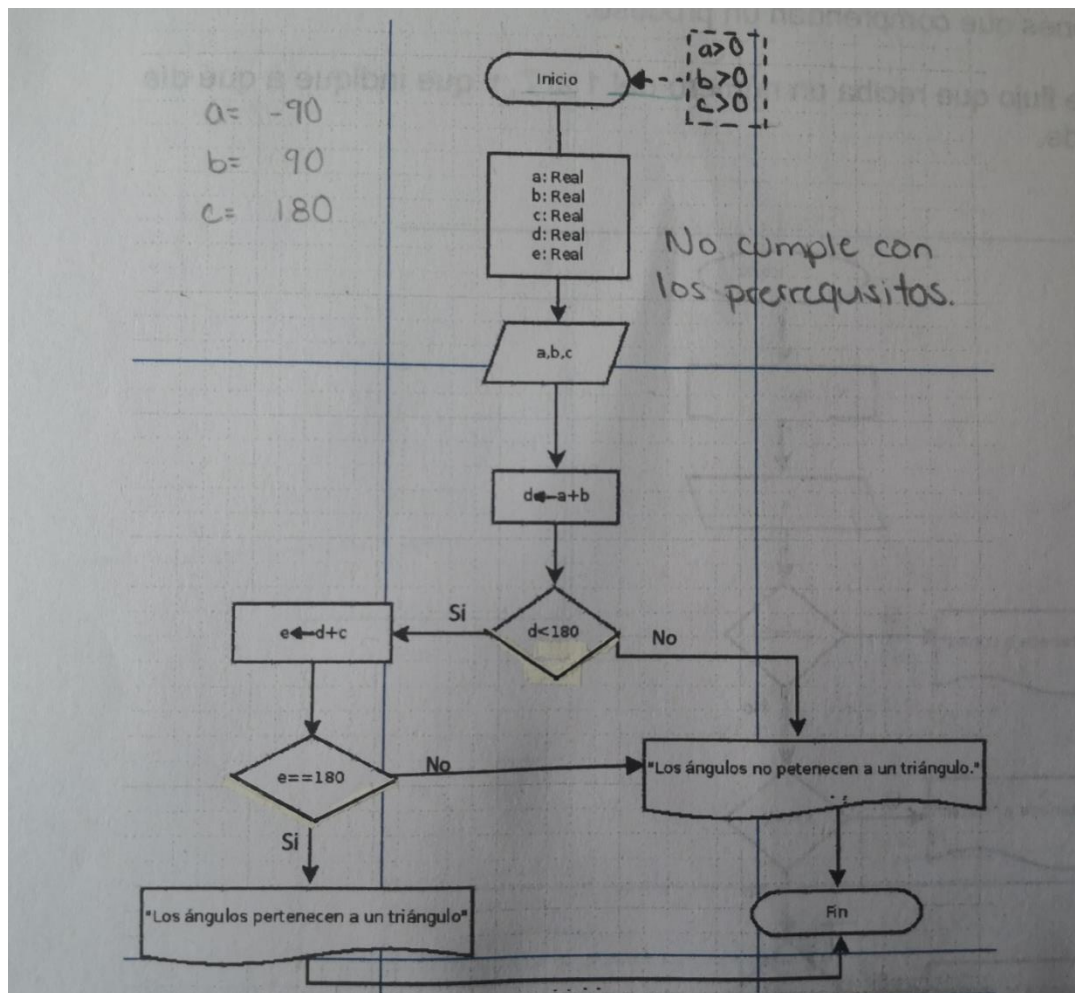 Inicio
a>0
b>0
c>0
a= -90
b= 90
c= 180
a: Real
b: Real
c: Real
d: Real
e: Real
No cumple con
los prerrequisitos.
a,b,c
d←a+b
d<180
Si
No
e←d+c
e==180
No
"Los ángulos no petenecen a un triángulo."
Si
"Los ángulos pertenecen a un triángulo"
Fin